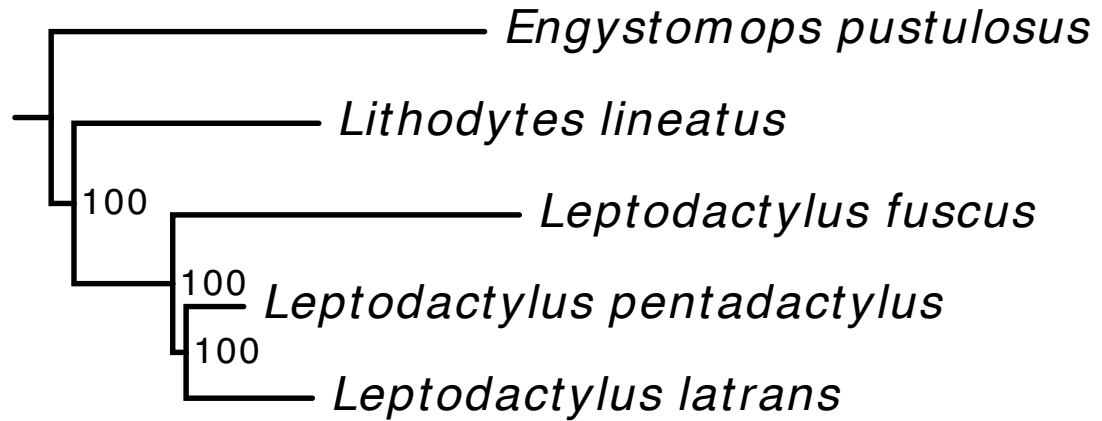 Engystomops pustulosus
Lithodytes lineatus
100
Leptodactylus fuscus
100
Leptodactylus pentadactylus
100
Leptodactylus latrans